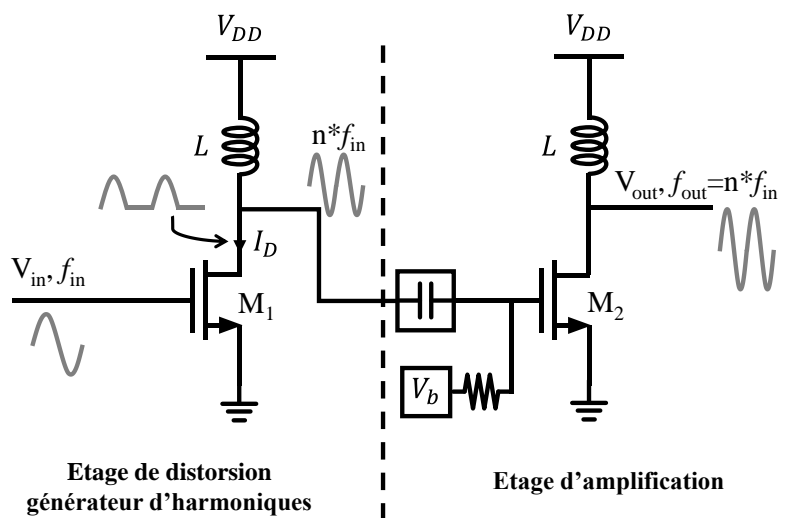 V_DD
V_DD
L
n*f_in
L
V_out, f_out=n*f_in
I_D
V_in, f_in
M_1
M_2
V_b
Etage de distorsion
générateur d'harmoniques
Etage d'amplification